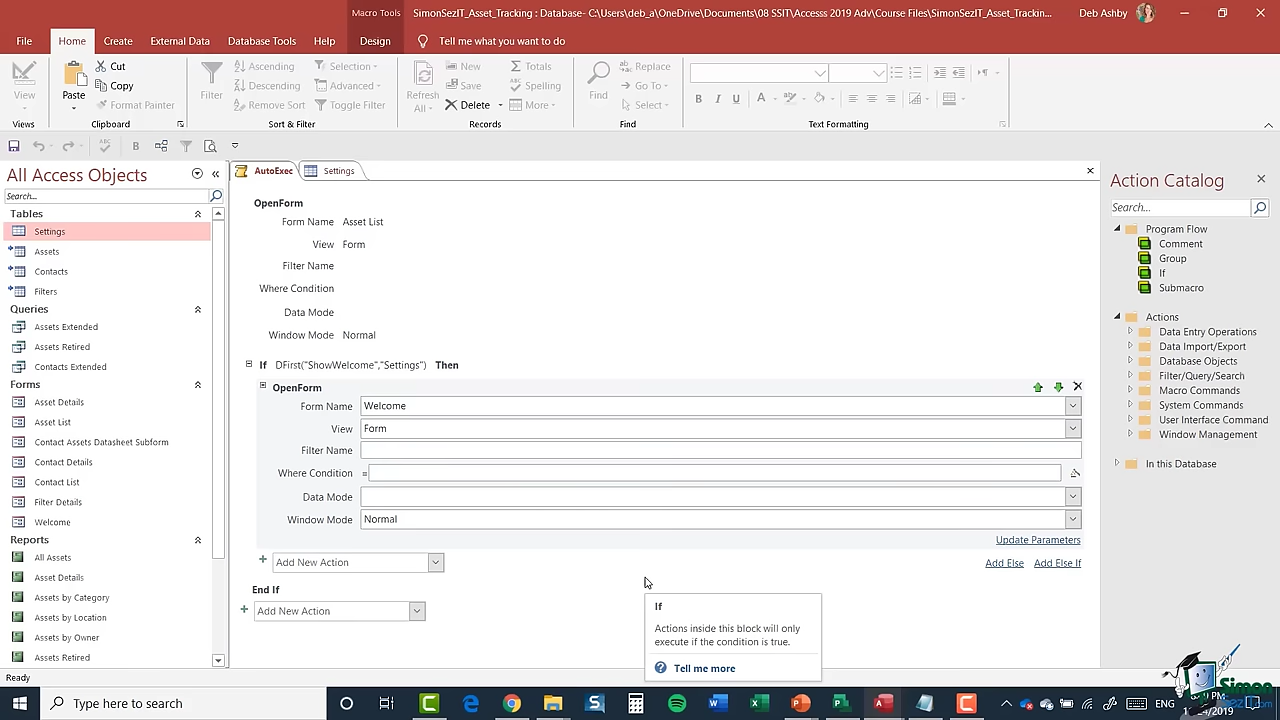 Macro Tools
SimonSezIT_Asset_Tracking : Database- C:\Users\deb_a\OneDrive\Documents\08 SSIT\Accesss 2019 Adv\Course Files\SimonSezIT_Asset_Trackin...
Deb Ashby
File
Home
Create
External Data
Database Tools
Help
Design
Tell me what you want to do
View
Views
Paste
Cut
Copy
Format Painter
Clipboard
Filter
Ascending
Descending
Remove Sort
Selection
Advanced
Toggle Filter
Sort & Filter
Refresh
All
New
Save
Delete
Totals
Spelling
More
Records
Find
Replace
Go To
Select
Find
B I U A
Text Formatting
All Access Objects
Search...
Tables
Settings
Assets
Contacts
Filters
Queries
Assets Extended
Assets Retired
Contacts Extended
Forms
Asset Details
Asset List
Contact Assets Datasheet Subform
Contact Details
Contact List
Filter Details
Welcome
Reports
All Assets
Asset Details
Assets by Category
Assets by Location
Assets by Owner
Assets Retired
AutoExec
Settings
OpenForm
Form Name Asset List
View Form
Filter Name
Where Condition
Data Mode
Window Mode Normal
If DFirst("ShowWelcome","Settings") Then
OpenForm
Form Name Welcome
View Form
Filter Name
Where Condition =
Data Mode
Window Mode Normal
Update Parameters
Add New Action
Add Else Add Else If
End If
Add New Action
If
Actions inside this block will only
execute if the condition is true.
Tell me more
Action Catalog
Search...
Program Flow
Comment
Group
If
Submacro
Actions
Data Entry Operations
Data Import/Export
Database Objects
Filter/Query/Search
Macro Commands
System Commands
User Interface Command
Window Management
In this Database
Ready
Type here to search
ENG
Simon
SezIT.com